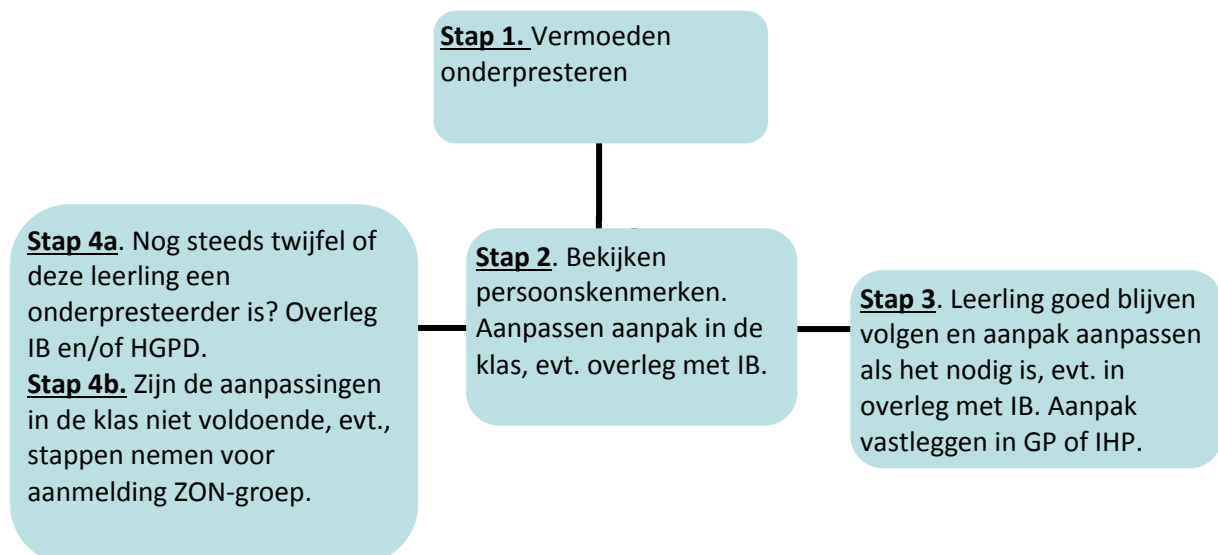 Stap 1. Vermoeden
onderpresteren
Stap 4a. Nog steeds twijfel of
deze leerling een
onderpresteerder is? Overleg
IB en/of HGPD.
Stap 4b. Zijn de aanpassingen
in de klas niet voldoende, evt.,
stappen nemen voor
aanmelding ZON-groep.
Stap 2. Bekijken
persoonskenmerken.
Aanpassen aanpak in de
klas, evt. overleg met IB.
Stap 3. Leerling goed blijven
volgen en aanpak aanpassen
als het nodig is, evt. in
overleg met IB. Aanpak
vastleggen in GP of IHP.